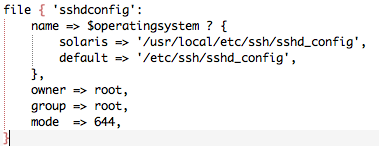 file { 'sshdconfig':
    name => $operatingsystem ? {
        solaris => '/usr/local/etc/ssh/sshd_config',
        default => '/etc/ssh/sshd_config',
    },
    owner => root,
    group => root,
    mode  => 644,
}